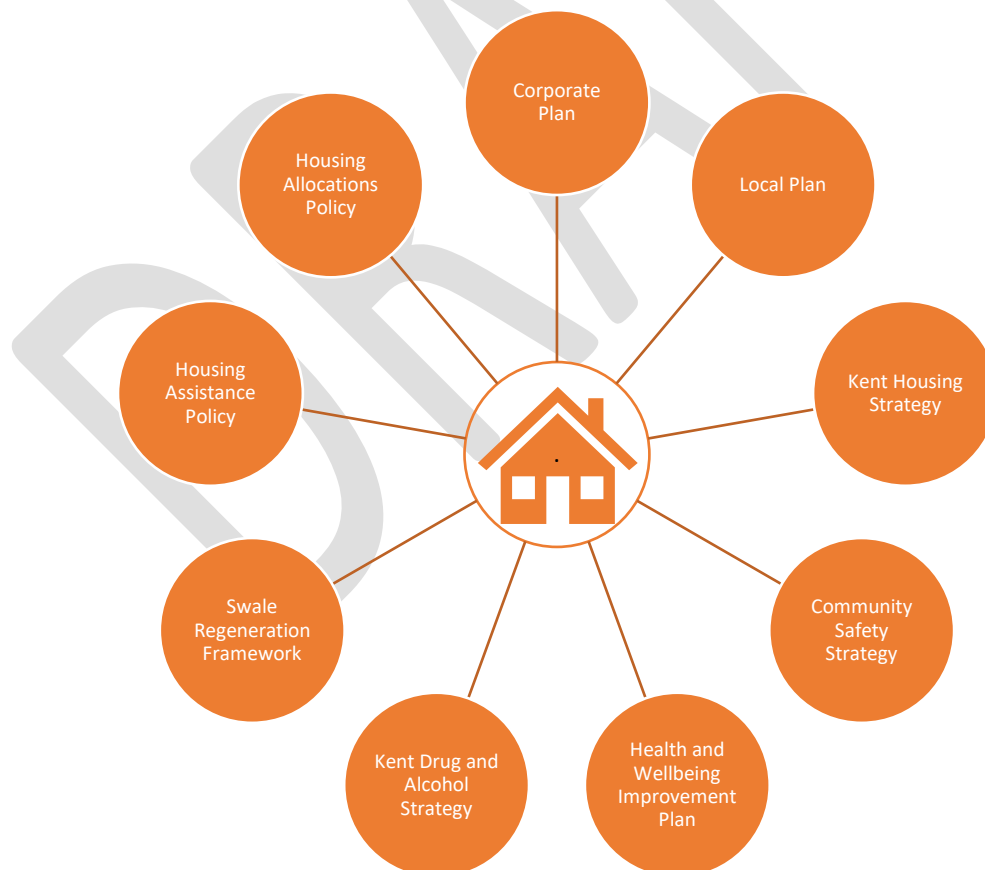 Corporate
Plan
Local Plan
Kent Housing
Strategy
Community
Safety
Strategy
Health and
Wellbeing
Improvement
Plan
Kent Drug and
Alcohol
Strategy
Swale
Regeneration
Framework
Housing
Assistance
Policy
Housing
Allocations
Policy
.